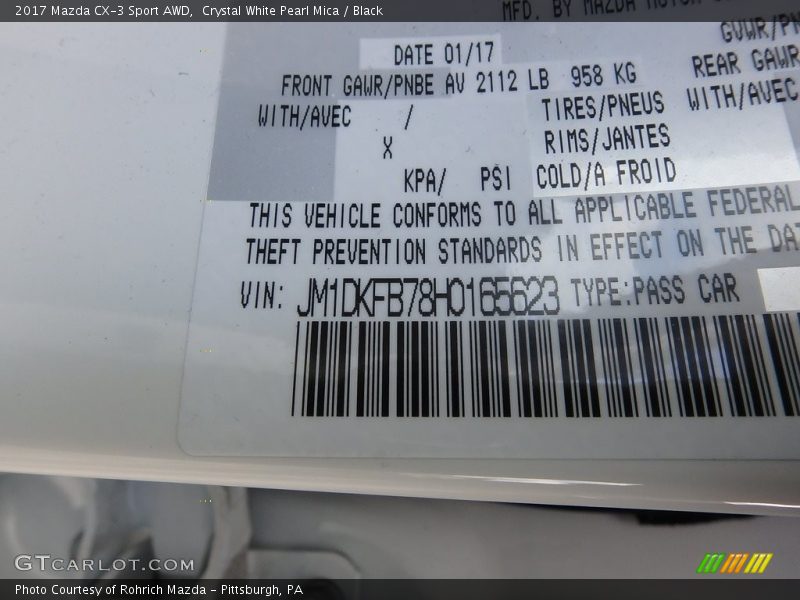 2017 Mazda CX-3 Sport AWD, Crystal White Pearl Mica / Black
MFD. BY MAZDA MOTOR
DATE 01/17
GVWR/
FRONT GAWR/PNBE AV 2112 LB 958 KG
REAR GAWR
WITH/AVEC /
TIRES/PNEUS
WITH/AVEC
X
RIMS/JANTES
KPA/ PSI COLD/A FROID
THIS VEHICLE CONFORMS TO ALL APPLICABLE FEDERAL
THEFT PREVENTION STANDARDS IN EFFECT ON THE DAT
VIN: JM1DKFB78H0165623 TYPE:PASS CAR
GTCARLOT.COM
Photo Courtesy of Rohrich Mazda - Pittsburgh, PA